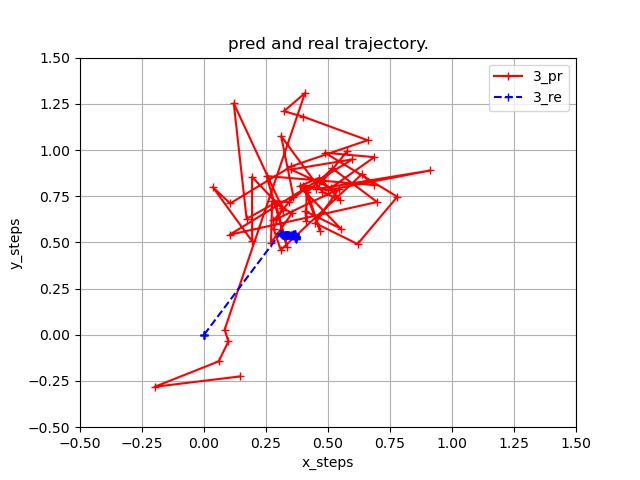 pred and real trajectory.
3_pr
3_re
1.50
1.25
1.00
0.75
0.50
0.25
0.00
−0.25
−0.50
y_steps
−0.50 −0.25 0.00 0.25 0.50 0.75 1.00 1.25 1.50
x_steps